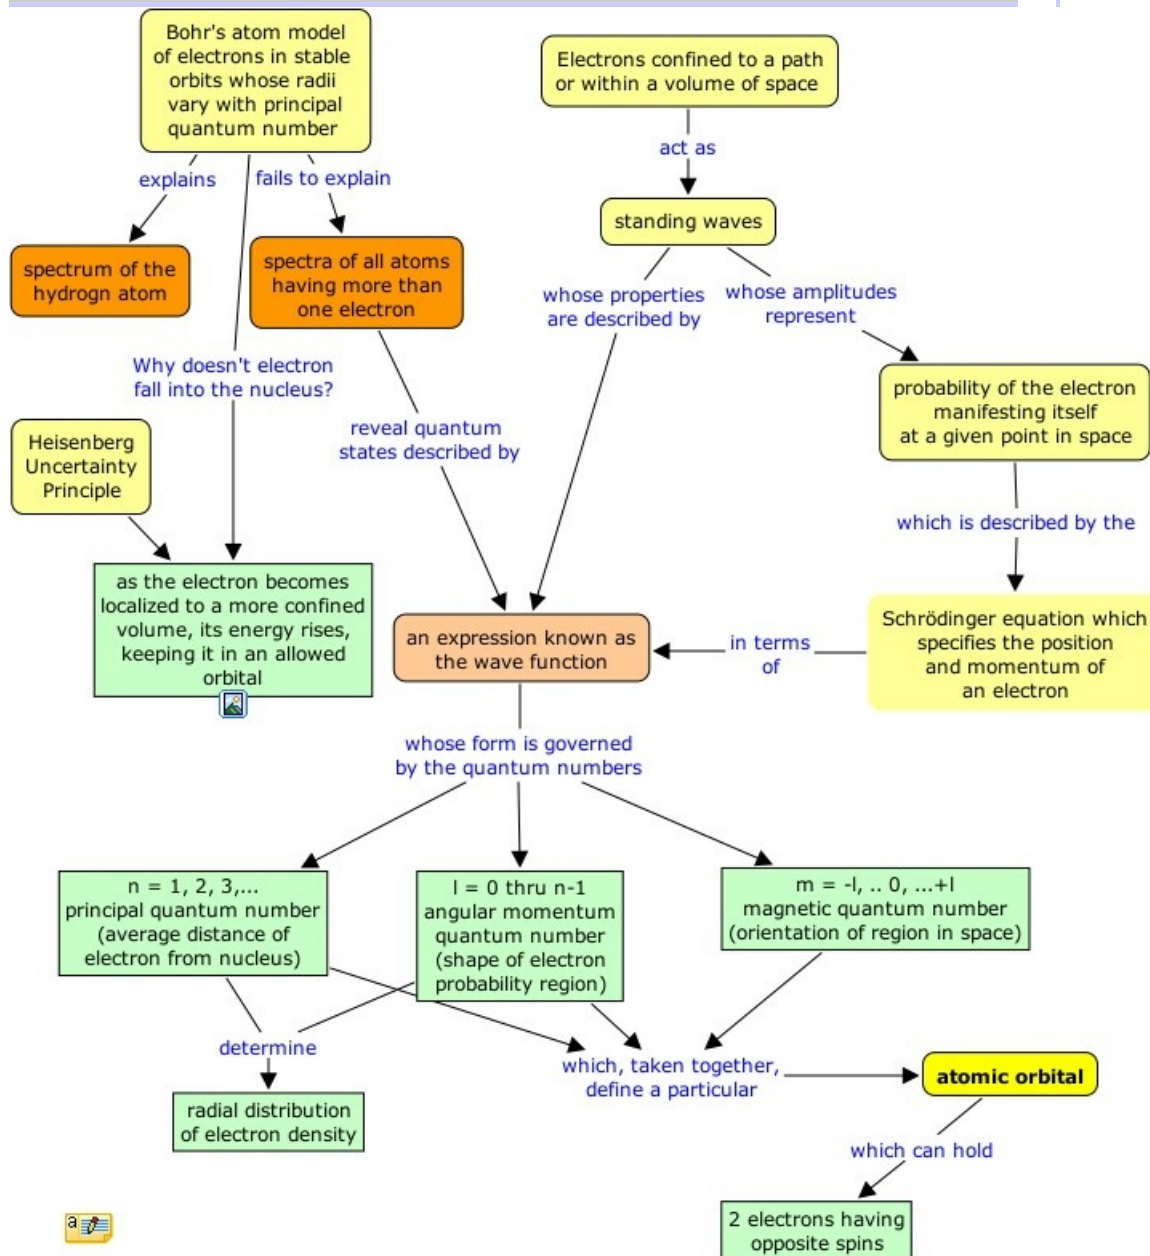 Bohr's atom model
of electrons in stable
orbits whose radii
vary with principal
quantum number
Electrons confined to a path
or within a volume of space
explains
fails to explain
act as
spectrum of the
hydrogn atom
spectra of all atoms
having more than
one electron
standing waves
whose properties
are described by
whose amplitudes
represent
Why doesn't electron
fall into the nucleus?
probability of the electron
manifesting itself
at a given point in space
Heisenberg
Uncertainty
Principle
reveal quantum
states described by
which is described by the
as the electron becomes
localized to a more confined
volume, its energy rises,
keeping it in an allowed
orbital
an expression known as
the wave function
in terms
of
Schrödinger equation which
specifies the position
and momentum of
an electron
whose form is governed
by the quantum numbers
n = 1, 2, 3,...
principal quantum number
(average distance of
electron from nucleus)
l = 0 thru n-1
angular momentum
quantum number
(shape of electron
probability region)
m = -l, .. 0, ...+l
magnetic quantum number
(orientation of region in space)
determine
which, taken together,
define a particular
atomic orbital
radial distribution
of electron density
which can hold
2 electrons having
opposite spins
a